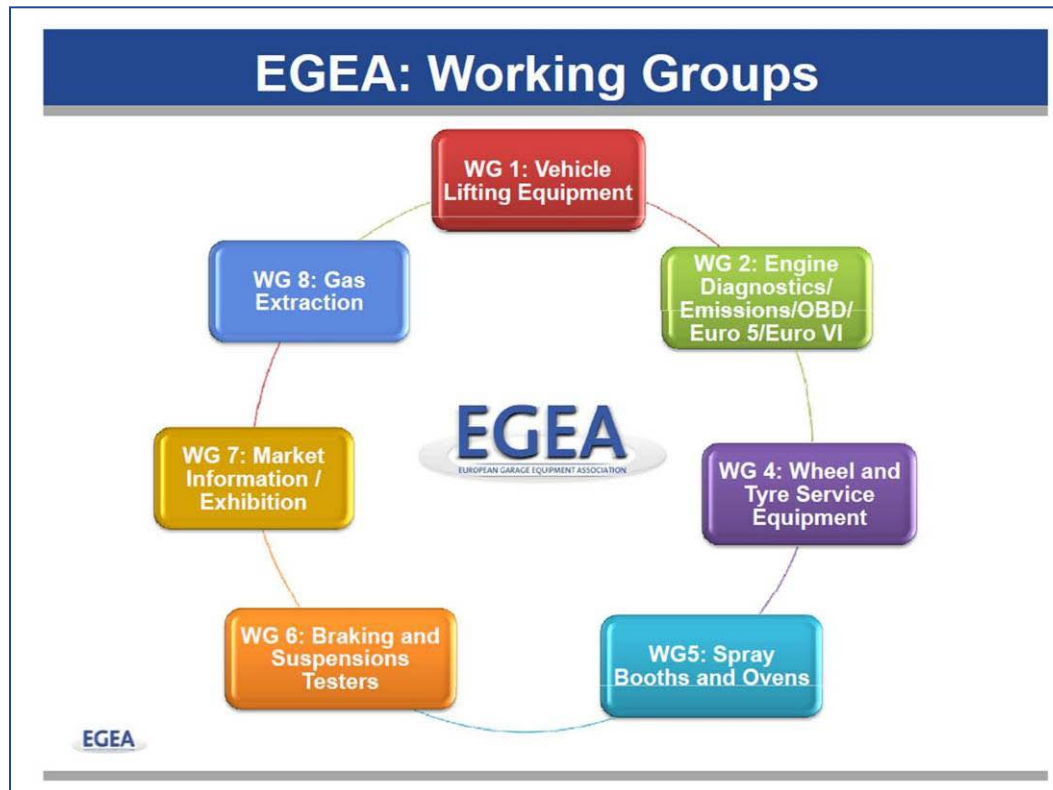 EGEA: Working Groups
WG 1: Vehicle
Lifting Equipment
WG 2: Engine
Diagnostics/
Emissions/OBD/
Euro 5/Euro VI
WG 4: Wheel and
Tyre Service
Equipment
WG5: Spray
Booths and Ovens
WG 6: Braking and
Suspensions
Testers
WG 7: Market
Information /
Exhibition
WG 8: Gas
Extraction
EGEA
EUROPEAN GARAGE EQUIPMENT ASSOCIATION
EGEA